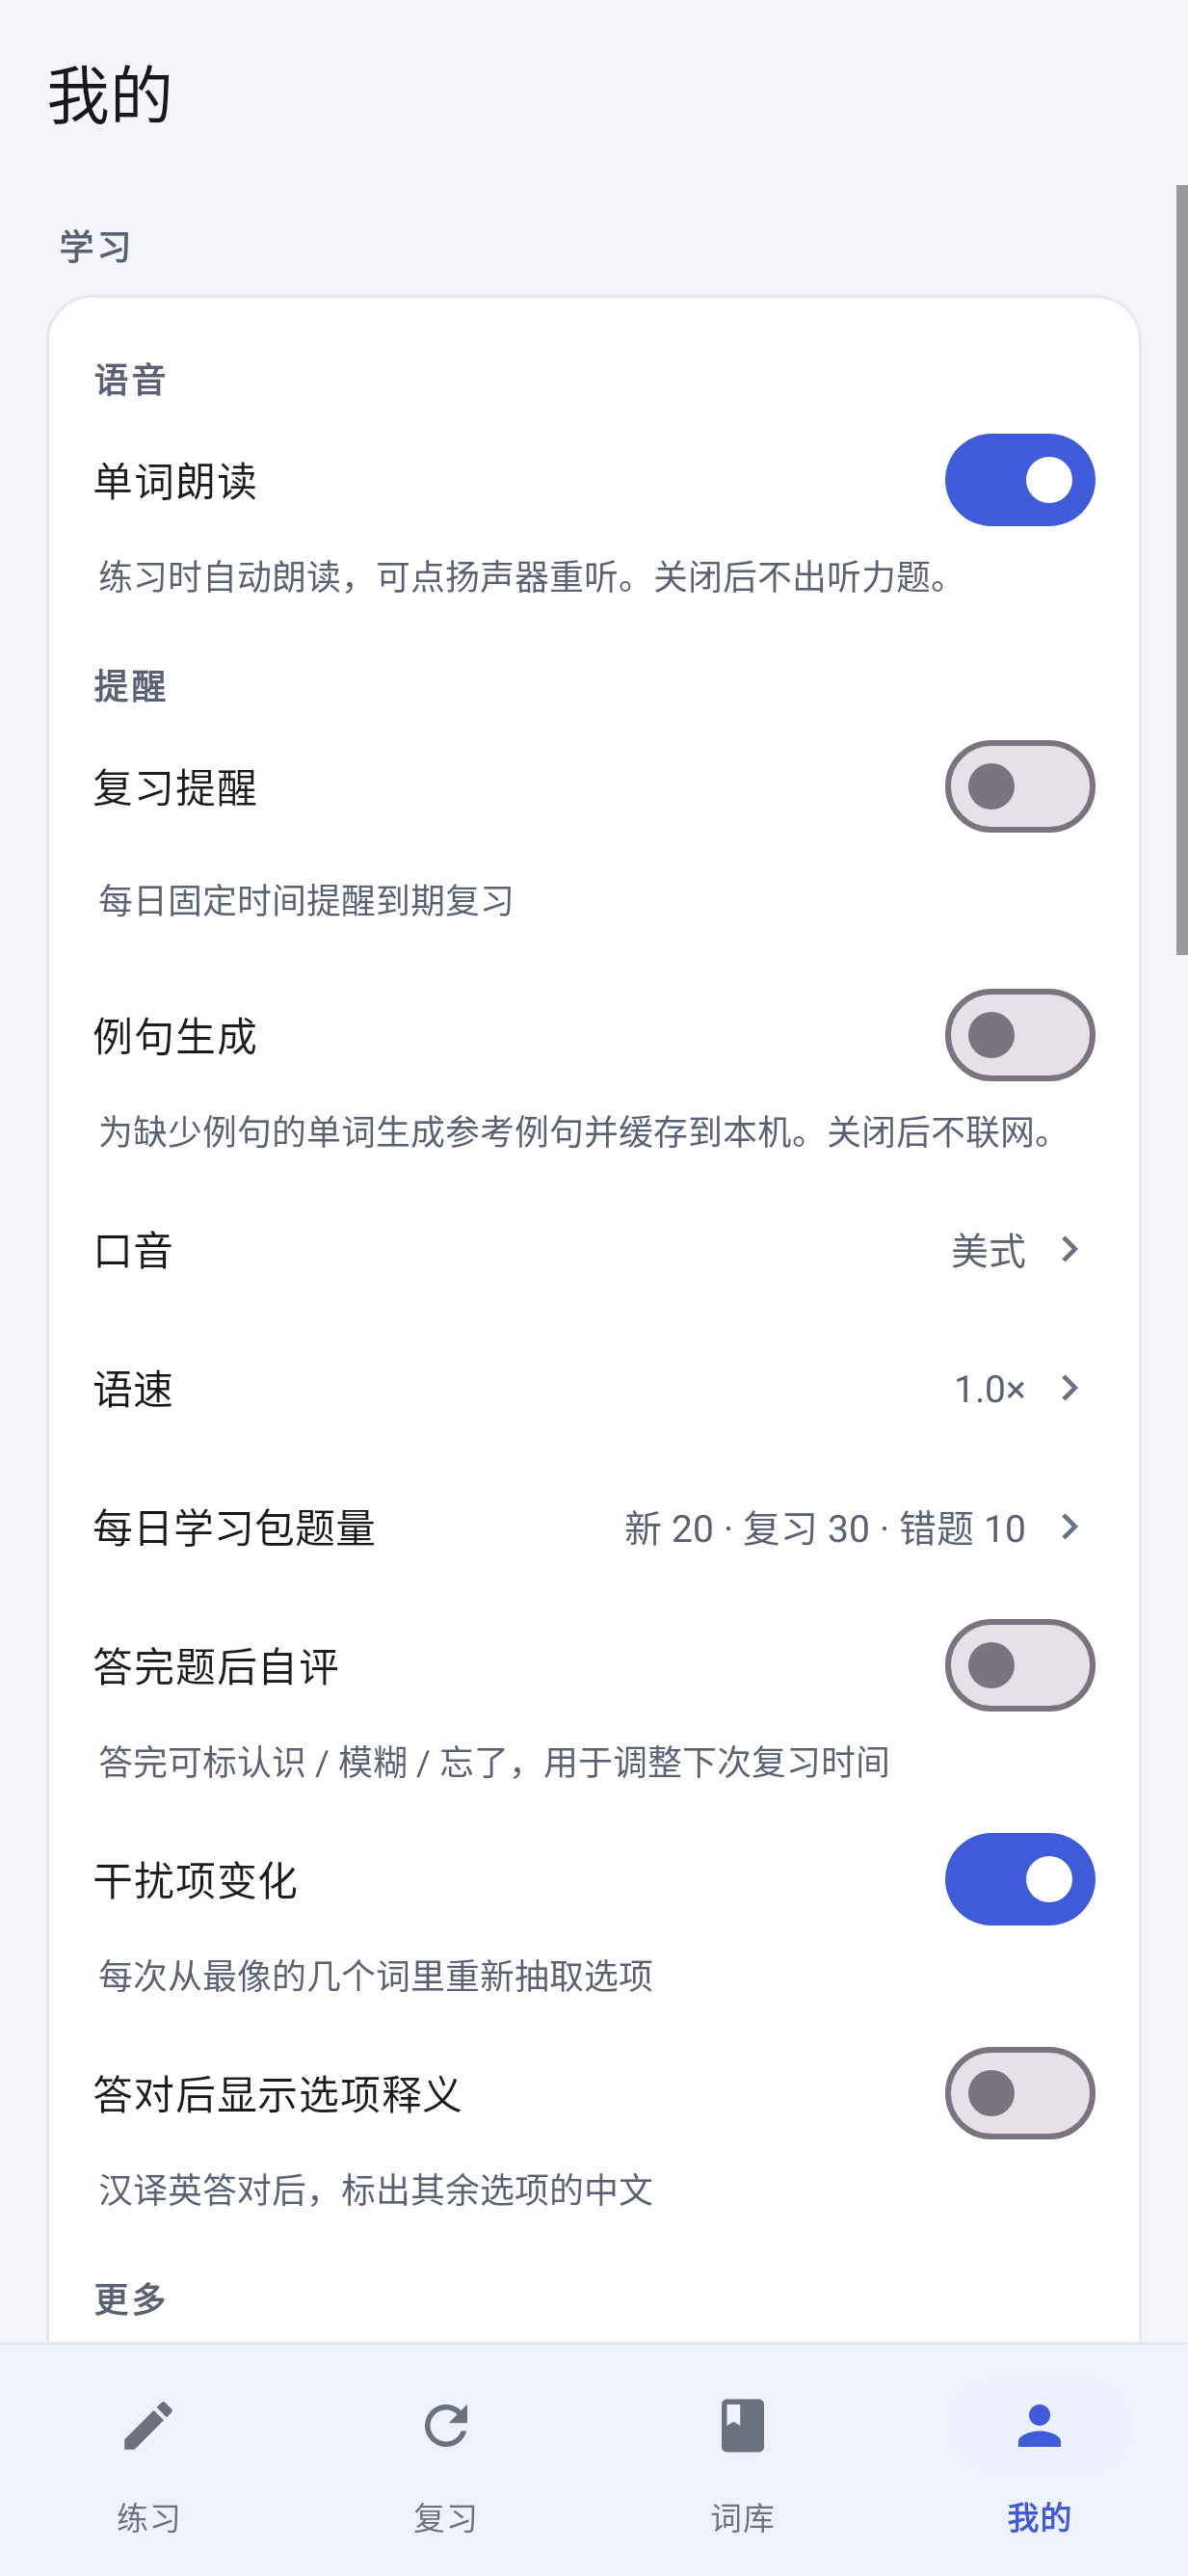 我的
学习
语音
单词朗读
练习时自动朗读，可点扬声器重听。关闭后不出听力题。
提醒
复习提醒
每日固定时间提醒到期复习
例句生成
为缺少例句的单词生成参考例句并缓存到本机。关闭后不联网。
口音 美式
语速 1.0×
每日学习包题量 新 20 · 复习 30 · 错题 10
答完题后自评
答完可标认识 / 模糊 / 忘了，用于调整下次复习时间
干扰项变化
每次从最像的几个词里重新抽取选项
答对后显示选项释义
汉译英答对后，标出其余选项的中文
更多
练习 复习 词库 我的